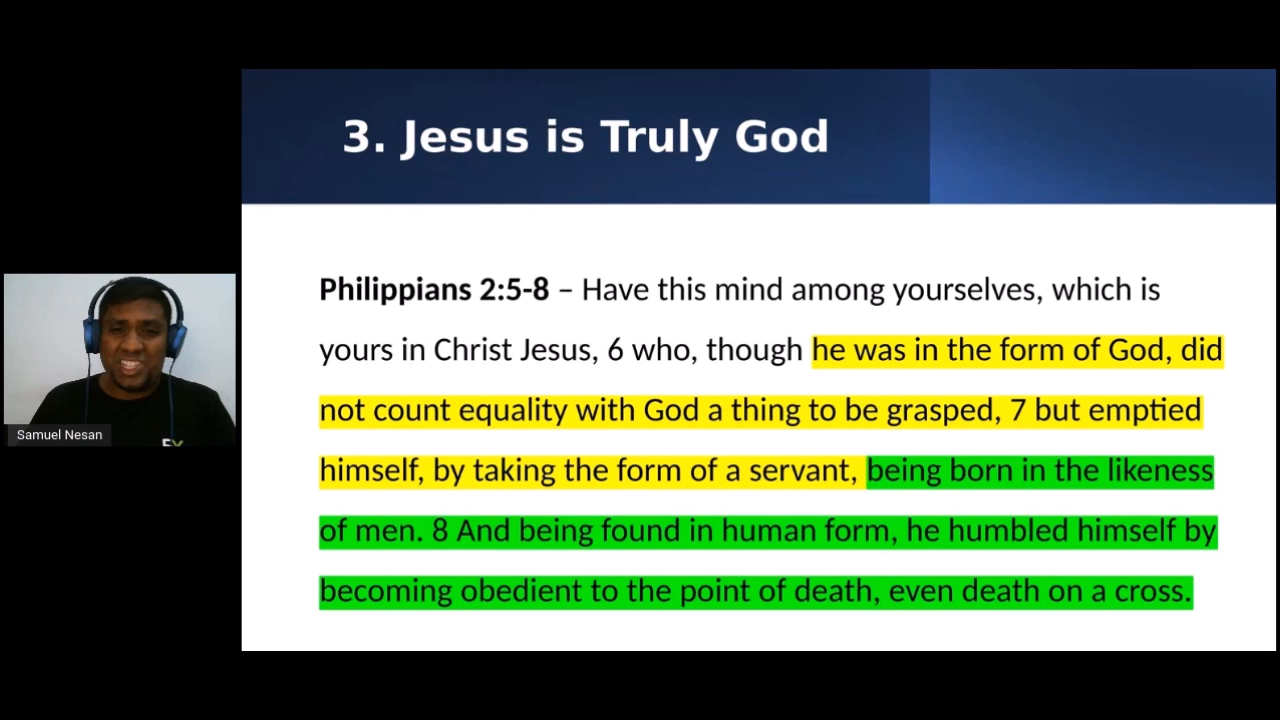 3. Jesus is Truly God
Philippians 2:5-8 – Have this mind among yourselves, which is
yours in Christ Jesus, 6 who, though he was in the form of God, did
not count equality with God a thing to be grasped, 7 but emptied
himself, by taking the form of a servant, being born in the likeness
of men. 8 And being found in human form, he humbled himself by
becoming obedient to the point of death, even death on a cross.
Samuel Nesan